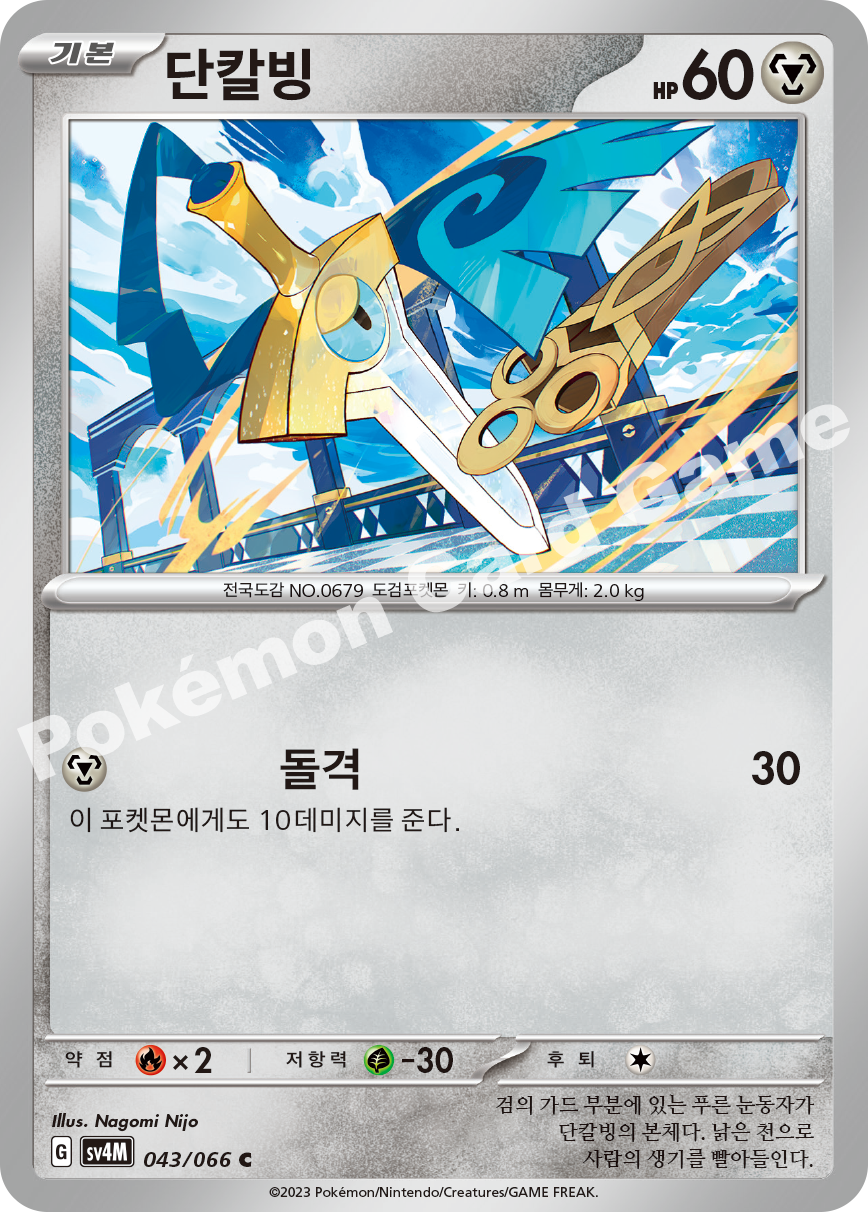 기본
단칼빙
HP 60
전국도감 NO.0679 도검포켓몬 키: 0.8 m 몸무게: 2.0 kg
Pokémon Card Game
돌격 30
이 포켓몬에게도 10데미지를 준다.
약점 ×2 저항력 -30 후퇴
검의 가드 부분에 있는 푸른 눈동자가
단칼빙의 본체다. 낡은 천으로
사람의 생기를 빨아들인다.
Illus. Nagomi Nijo
G sv4M 043/066 C
©2023 Pokémon/Nintendo/Creatures/GAME FREAK.